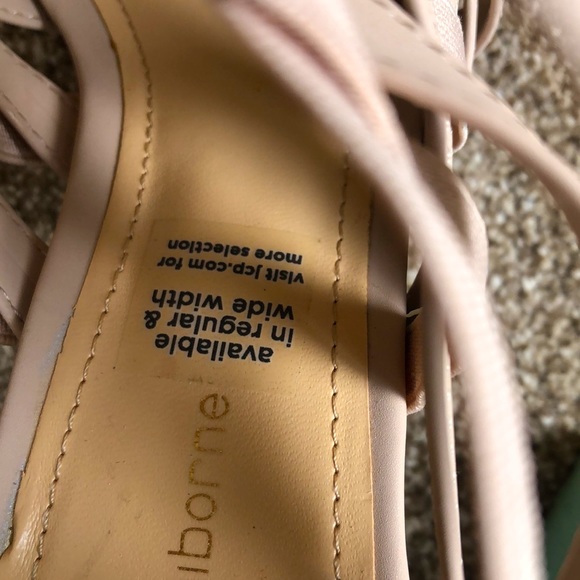 available
in regular &
wide width
visit jcp.com for
more selection
iborne